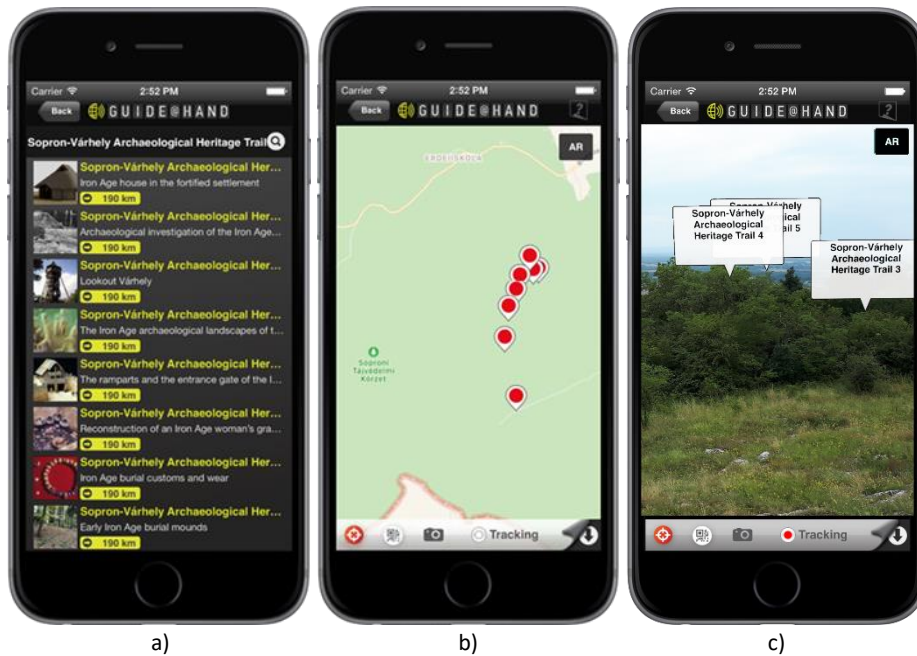 Carrier 2:52 PM
Back GUIDE@HAND
Sopron-Várhely Archaeological Heritage Trail
Sopron-Várhely Archaeological Her...
Iron Age house in the fortified settlement
190 km
Sopron-Várhely Archaeological Her...
Archaeological investigation of the Iron Age...
190 km
Sopron-Várhely Archaeological Her...
Lookout Várhely
190 km
Sopron-Várhely Archaeological Her...
The Iron Age archaeological landscapes of t...
190 km
Sopron-Várhely Archaeological Her...
The ramparts and the entrance gate of the I...
190 km
Sopron-Várhely Archaeological Her...
Reconstruction of an Iron Age woman's gra...
190 km
Sopron-Várhely Archaeological Her...
Iron Age burial customs and wear
190 km
Sopron-Várhely Archaeological Her...
Early Iron Age burial mounds
190 km
a)
Carrier 2:52 PM
Back GUIDE@HAND
AR
Soproni
Tájvédelmi
Körzet
Tracking
b)
Carrier 2:52 PM
Back GUIDE@HAND
AR
Sopron-Várhely
Archaeological
Heritage Trail 4
Sopron-Várhely
Trail 5
Sopron-Várhely
Archaeological
Heritage Trail 3
Tracking
c)